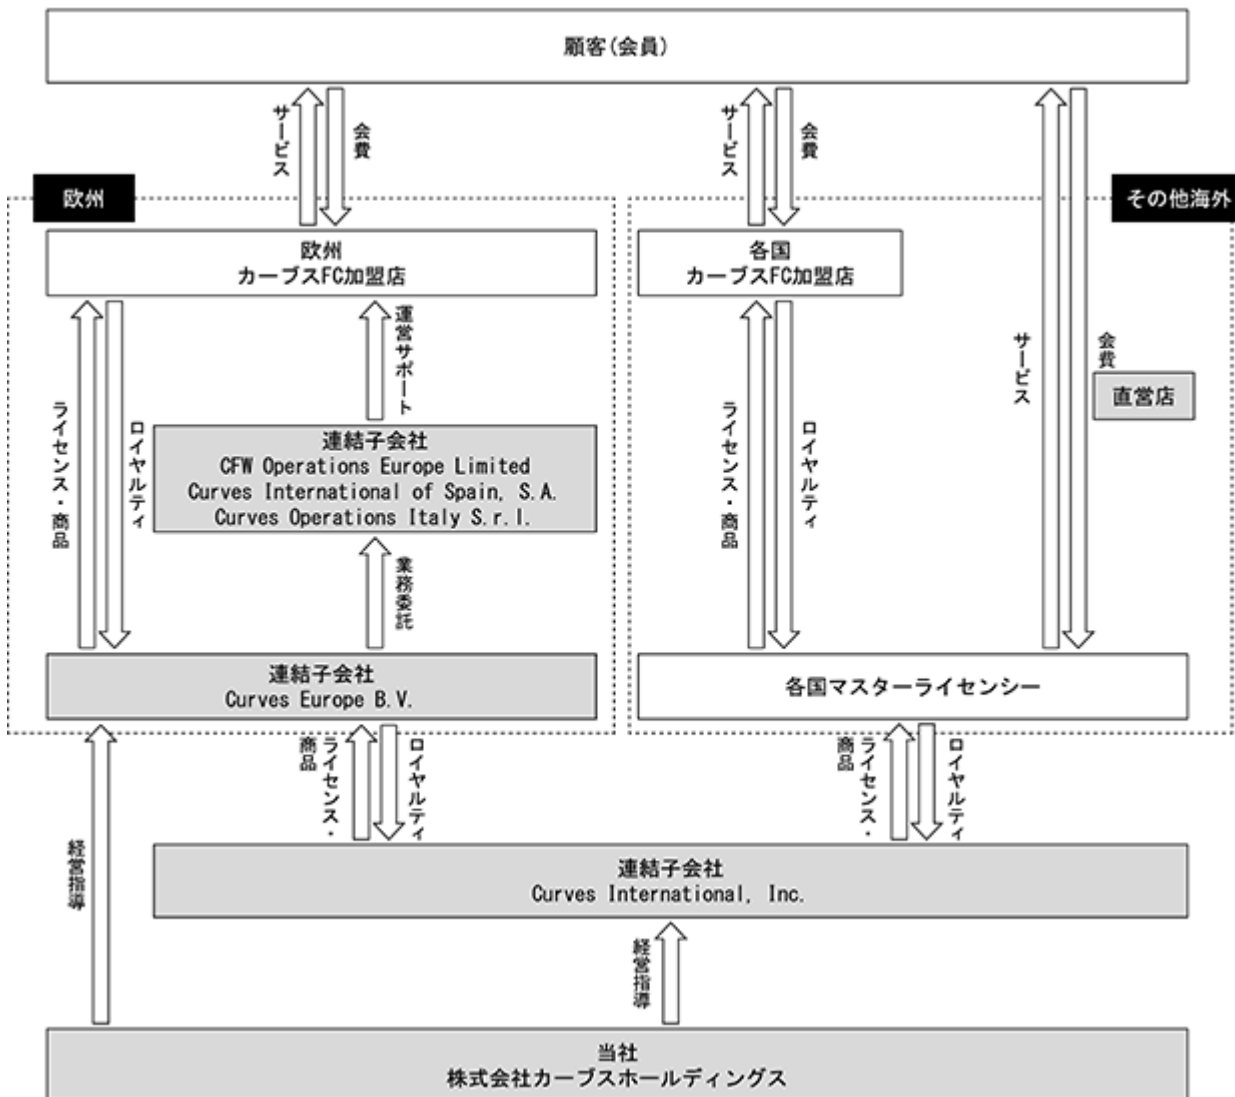 顧客(会員)
サービス
会費
サービス
会費
欧州
その他海外
欧州
カーブスFC加盟店
各国
カーブスFC加盟店
運営サポート
サービス
会費
直営店
ライセンス・商品
ロイヤルティ
ライセンス・商品
ロイヤルティ
連結子会社
CFW Operations Europe Limited
Curves International of Spain, S.A.
Curves Operations Italy S.r.l.
業務委託
連結子会社
Curves Europe B.V.
各国マスターライセンシー
ライセンス・
商品
ロイヤルティ
ライセンス・
商品
ロイヤルティ
経営指導
連結子会社
Curves International, Inc.
経営指導
当社
株式会社カーブスホールディングス